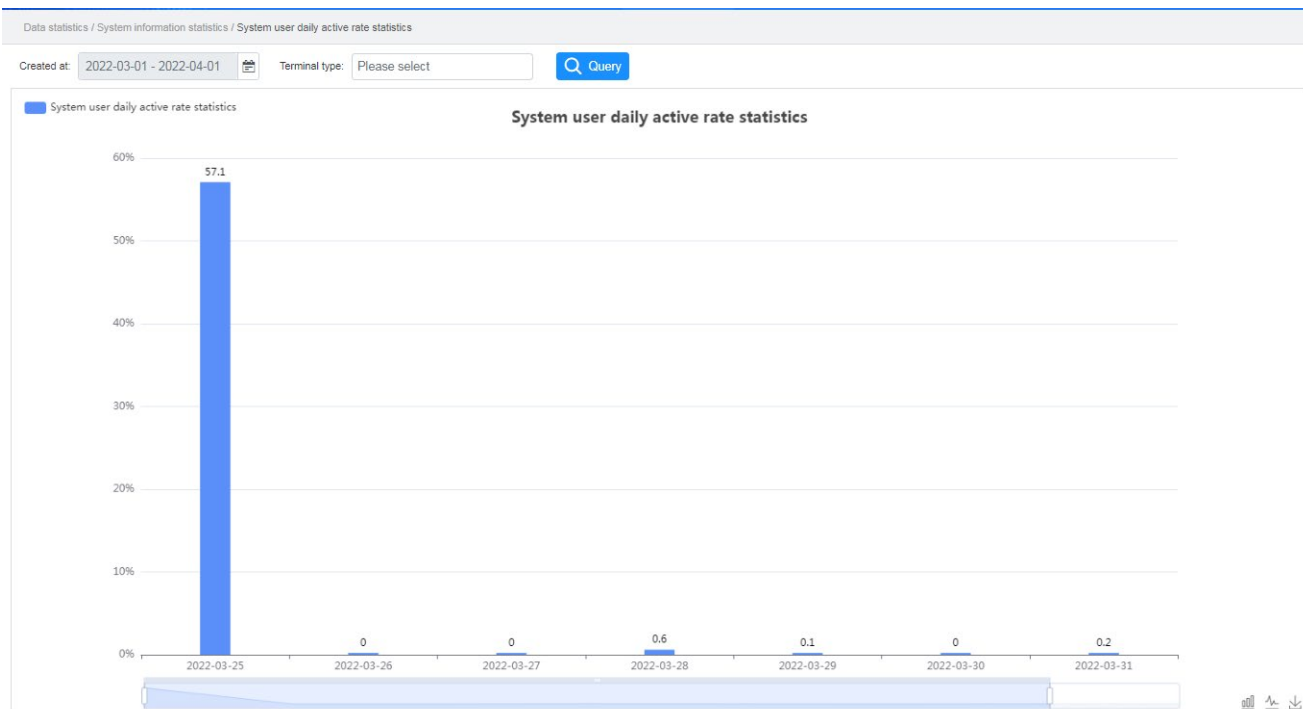 Data statistics / System information statistics / System user daily active rate statistics
Created at: 2022-03-01 - 2022-04-01 Terminal type: Please select Query
System user daily active rate statistics
System user daily active rate statistics
60%
57.1
50%
40%
30%
20%
10%
0 0 0.6 0.1 0 0.2
0%
2022-03-25 2022-03-26 2022-03-27 2022-03-28 2022-03-29 2022-03-30 2022-03-31